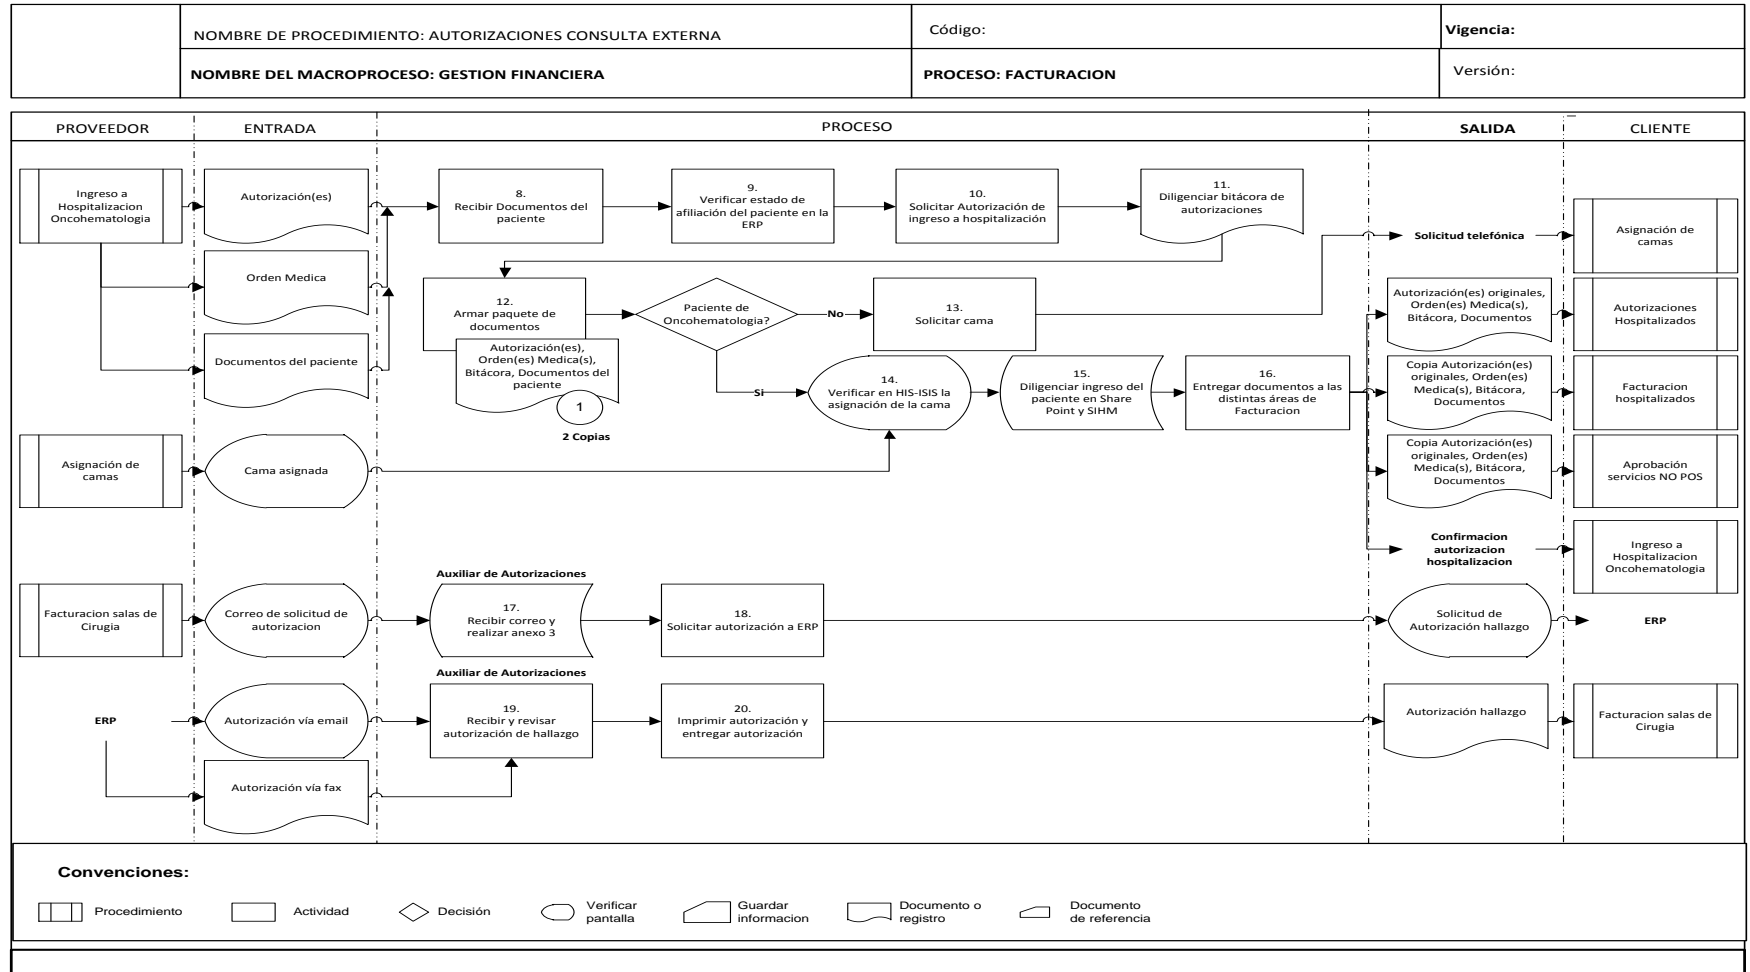 NOMBRE DE PROCEDIMIENTO: AUTORIZACIONES CONSULTA EXTERNA
Código:
Vigencia:
NOMBRE DEL MACROPROCESO: GESTION FINANCIERA
PROCESO: FACTURACION
Versión:
PROVEEDOR
ENTRADA
PROCESO
SALIDA
CLIENTE
Ingreso a
Hospitalizacion
Oncohematologia
Autorización(es)
8.
Recibir Documentos del
paciente
9.
Verificar estado de
afiliación del paciente en la
ERP
10.
Solicitar Autorización de
ingreso a hospitalización
11.
Diligenciar bitácora de
autorizaciones
Solicitud telefónica
Asignación de
camas
Orden Medica
Documentos del paciente
12.
Armar paquete de
documentos
Autorización(es),
Orden(es) Medica(s),
Bitácora, Documentos del
paciente
1
2 Copias
Paciente de
Oncohematologia?
No
13.
Solicitar cama
Si
14.
Verificar en HIS-ISIS la
asignación de la cama
15.
Diligenciar ingreso del
paciente en Share
Point y SIHM
16.
Entregar documentos a las
distintas áreas de
Facturacion
Autorización(es) originales,
Orden(es) Medica(s),
Bitácora, Documentos
Autorizaciones
Hospitalizados
Copia Autorización(es)
originales, Orden(es)
Medica(s), Bitácora,
Documentos
Facturacion
hospitalizados
Asignación de
camas
Cama asignada
Copia Autorización(es)
originales, Orden(es)
Medica(s), Bitácora,
Documentos
Aprobación
servicios NO POS
Confirmacion
autorizacion
hospitalizacion
Ingreso a
Hospitalizacion
Oncohematologia
Facturacion salas de
Cirugia
Correo de solicitud de
autorizacion
Auxiliar de Autorizaciones
17.
Recibir correo y
realizar anexo 3
18.
Solicitar autorización a ERP
Solicitud de
Autorización hallazgo
ERP
ERP
Autorización vía email
Auxiliar de Autorizaciones
19.
Recibir y revisar
autorización de hallazgo
20.
Imprimir autorización y
entregar autorización
Autorización hallazgo
Facturacion salas de
Cirugia
Autorización vía fax
Convenciones:
Procedimiento
Actividad
Decisión
Verificar
pantalla
Guardar
informacion
Documento o
registro
Documento
de referencia